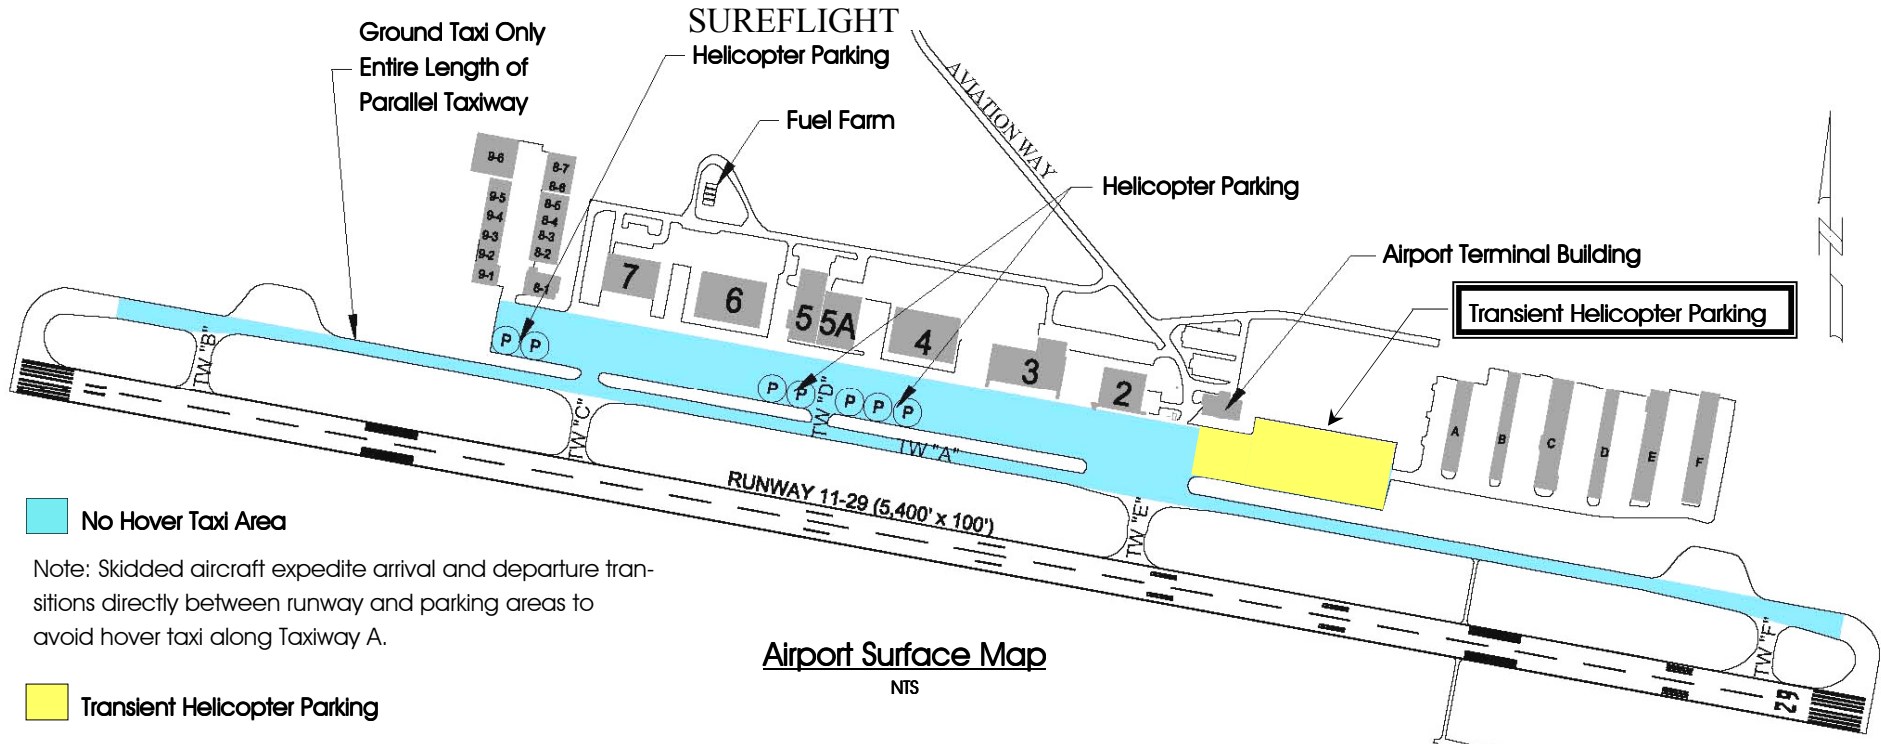 SUREFLIGHT
Ground Taxi Only
Entire Length of
Parallel Taxiway
Helicopter Parking
AVIATION WAY
Fuel Farm
Helicopter Parking
Airport Terminal Building
Transient Helicopter Parking
9-6
9-5
9-4
9-3
9-2
9-1
8-7
8-6
8-5
8-4
8-3
8-2
8-1
7
6
5
5A
4
3
2
A
B
C
D
E
F
P
P
P
P
P
P
P
TW "B"
TW "C"
TW "D"
TW "A"
TW "E"
TW "F"
RUNWAY 11-29 (5,400' x 100')
29
N
No Hover Taxi Area
Note: Skidded aircraft expedite arrival and departure tran-
sitions directly between runway and parking areas to
avoid hover taxi along Taxiway A.
Transient Helicopter Parking
Airport Surface Map
NTS